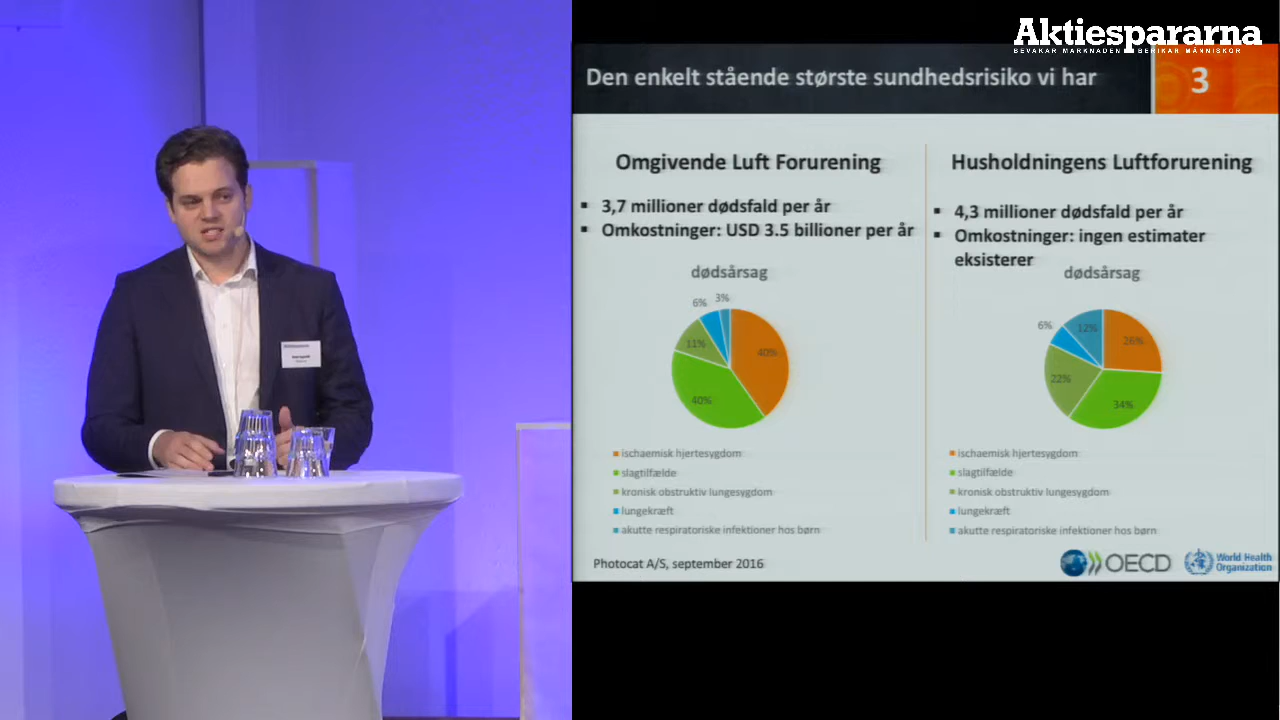 Aktiespararna
BEVAKAR MARKNADEN BERIKAR MÄNNISKOR
Den enkelt stående største sundhedsrisiko vi har
3
Omgivende Luft Forurening
▪ 3,7 millioner dødsfald per år
▪ Omkostninger: USD 3.5 billioner per år
dødsårsag
3%
6%
11%
40%
40%
ischaemisk hjertesygdom
slagtilfælde
kronisk obstruktiv lungesygdom
lungekræft
akutte respiratoriske infektioner hos børn
Photocat A/S, september 2016
Husholdningens Luftforurening
▪ 4,3 millioner dødsfald per år
▪ Omkostninger: ingen estimater
eksisterer
dødsårsag
6%
12%
26%
22%
34%
ischaemisk hjertesygdom
slagtilfælde
kronisk obstruktiv lungesygdom
lungekræft
akutte respiratoriske infektioner hos børn
OECD
World Health
Organization